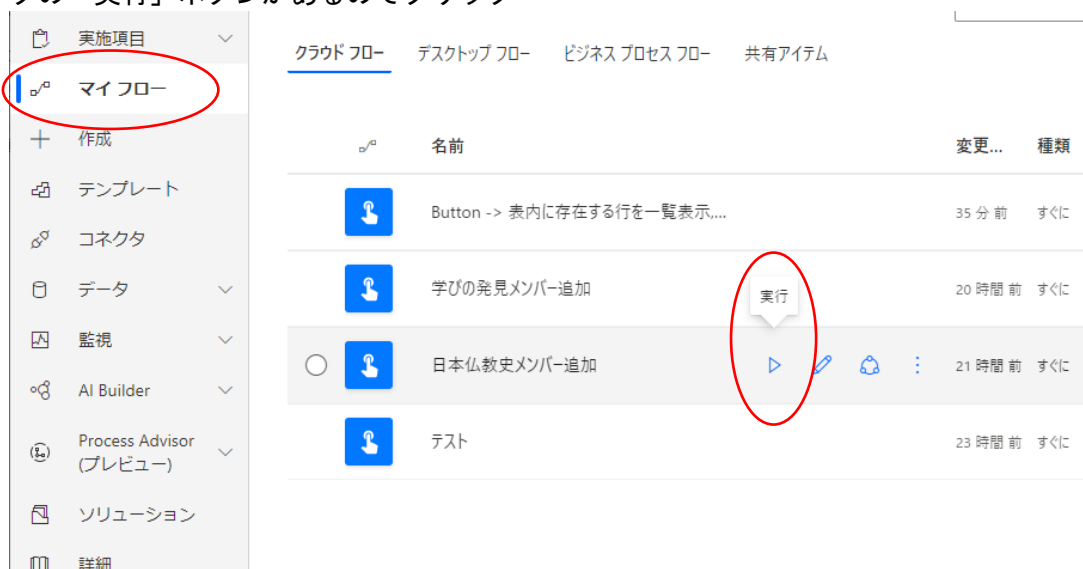 クの「実行」ボタンがあるのでクリック
実施項目
マイ フロー
作成
テンプレート
コネクタ
データ
監視
AI Builder
Process Advisor
(プレビュー)
ソリューション
詳細
クラウド フロー デスクトップ フロー ビジネス プロセス フロー 共有アイテム
名前 変更... 種類
Button -> 表内に存在する行を一覧表示,... 35 分 前 すぐに
学びの発見メンバー追加 20 時間 前 すぐに
実行
日本仏教史メンバー追加 21 時間 前 すぐに
テスト 23 時間 前 すぐに